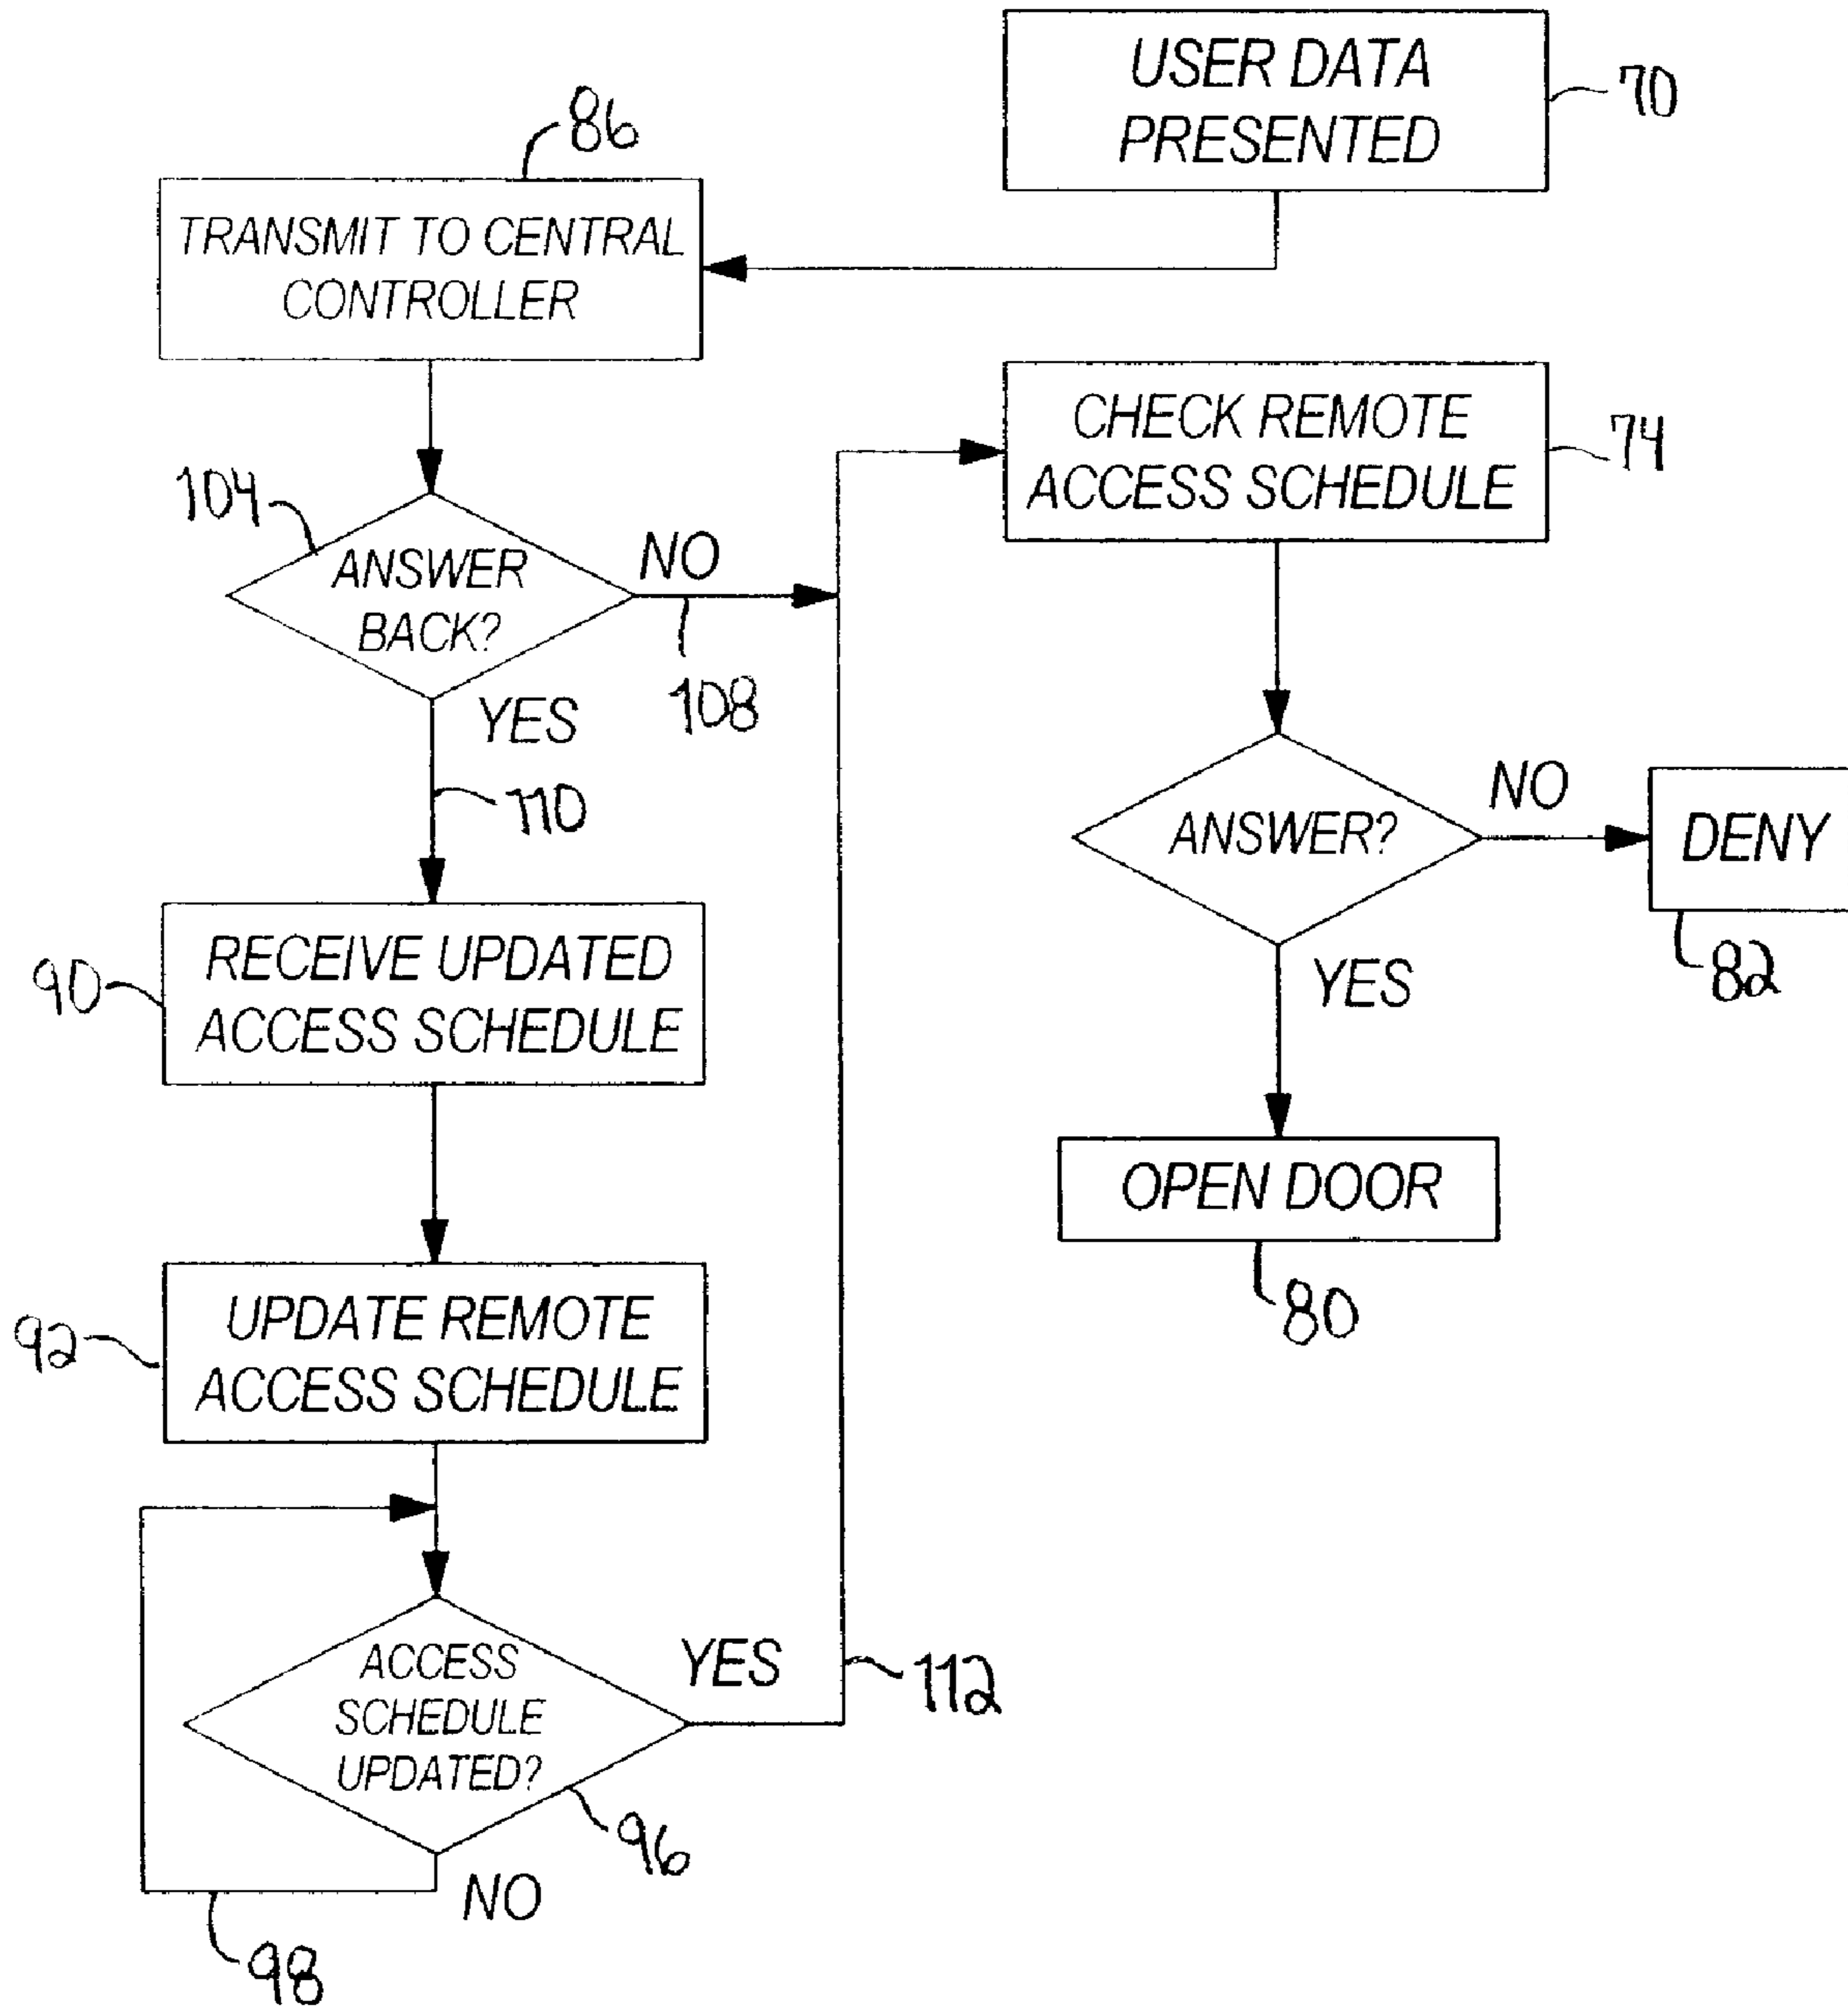 USER DATA
PRESENTED
70
86
TRANSMIT TO CENTRAL
CONTROLLER
104
ANSWER
BACK?
NO
108
YES
110
90
RECEIVE UPDATED
ACCESS SCHEDULE
92
UPDATE REMOTE
ACCESS SCHEDULE
ACCESS
SCHEDULE
UPDATED?
YES
112
96
NO
98
CHECK REMOTE
ACCESS SCHEDULE
74
ANSWER?
NO
DENY
82
YES
OPEN DOOR
80